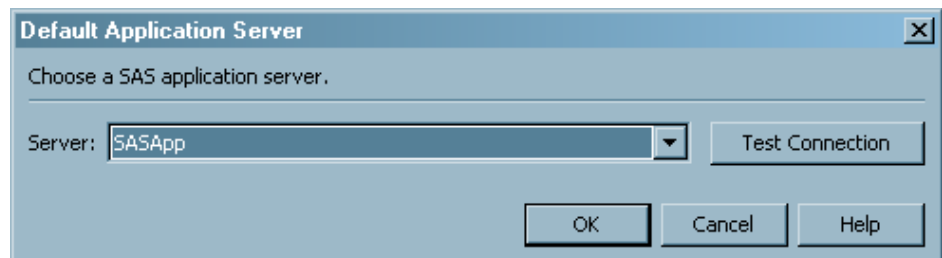 Default Application Server
Choose a SAS application server.
Server: SASApp Test Connection
OK Cancel Help